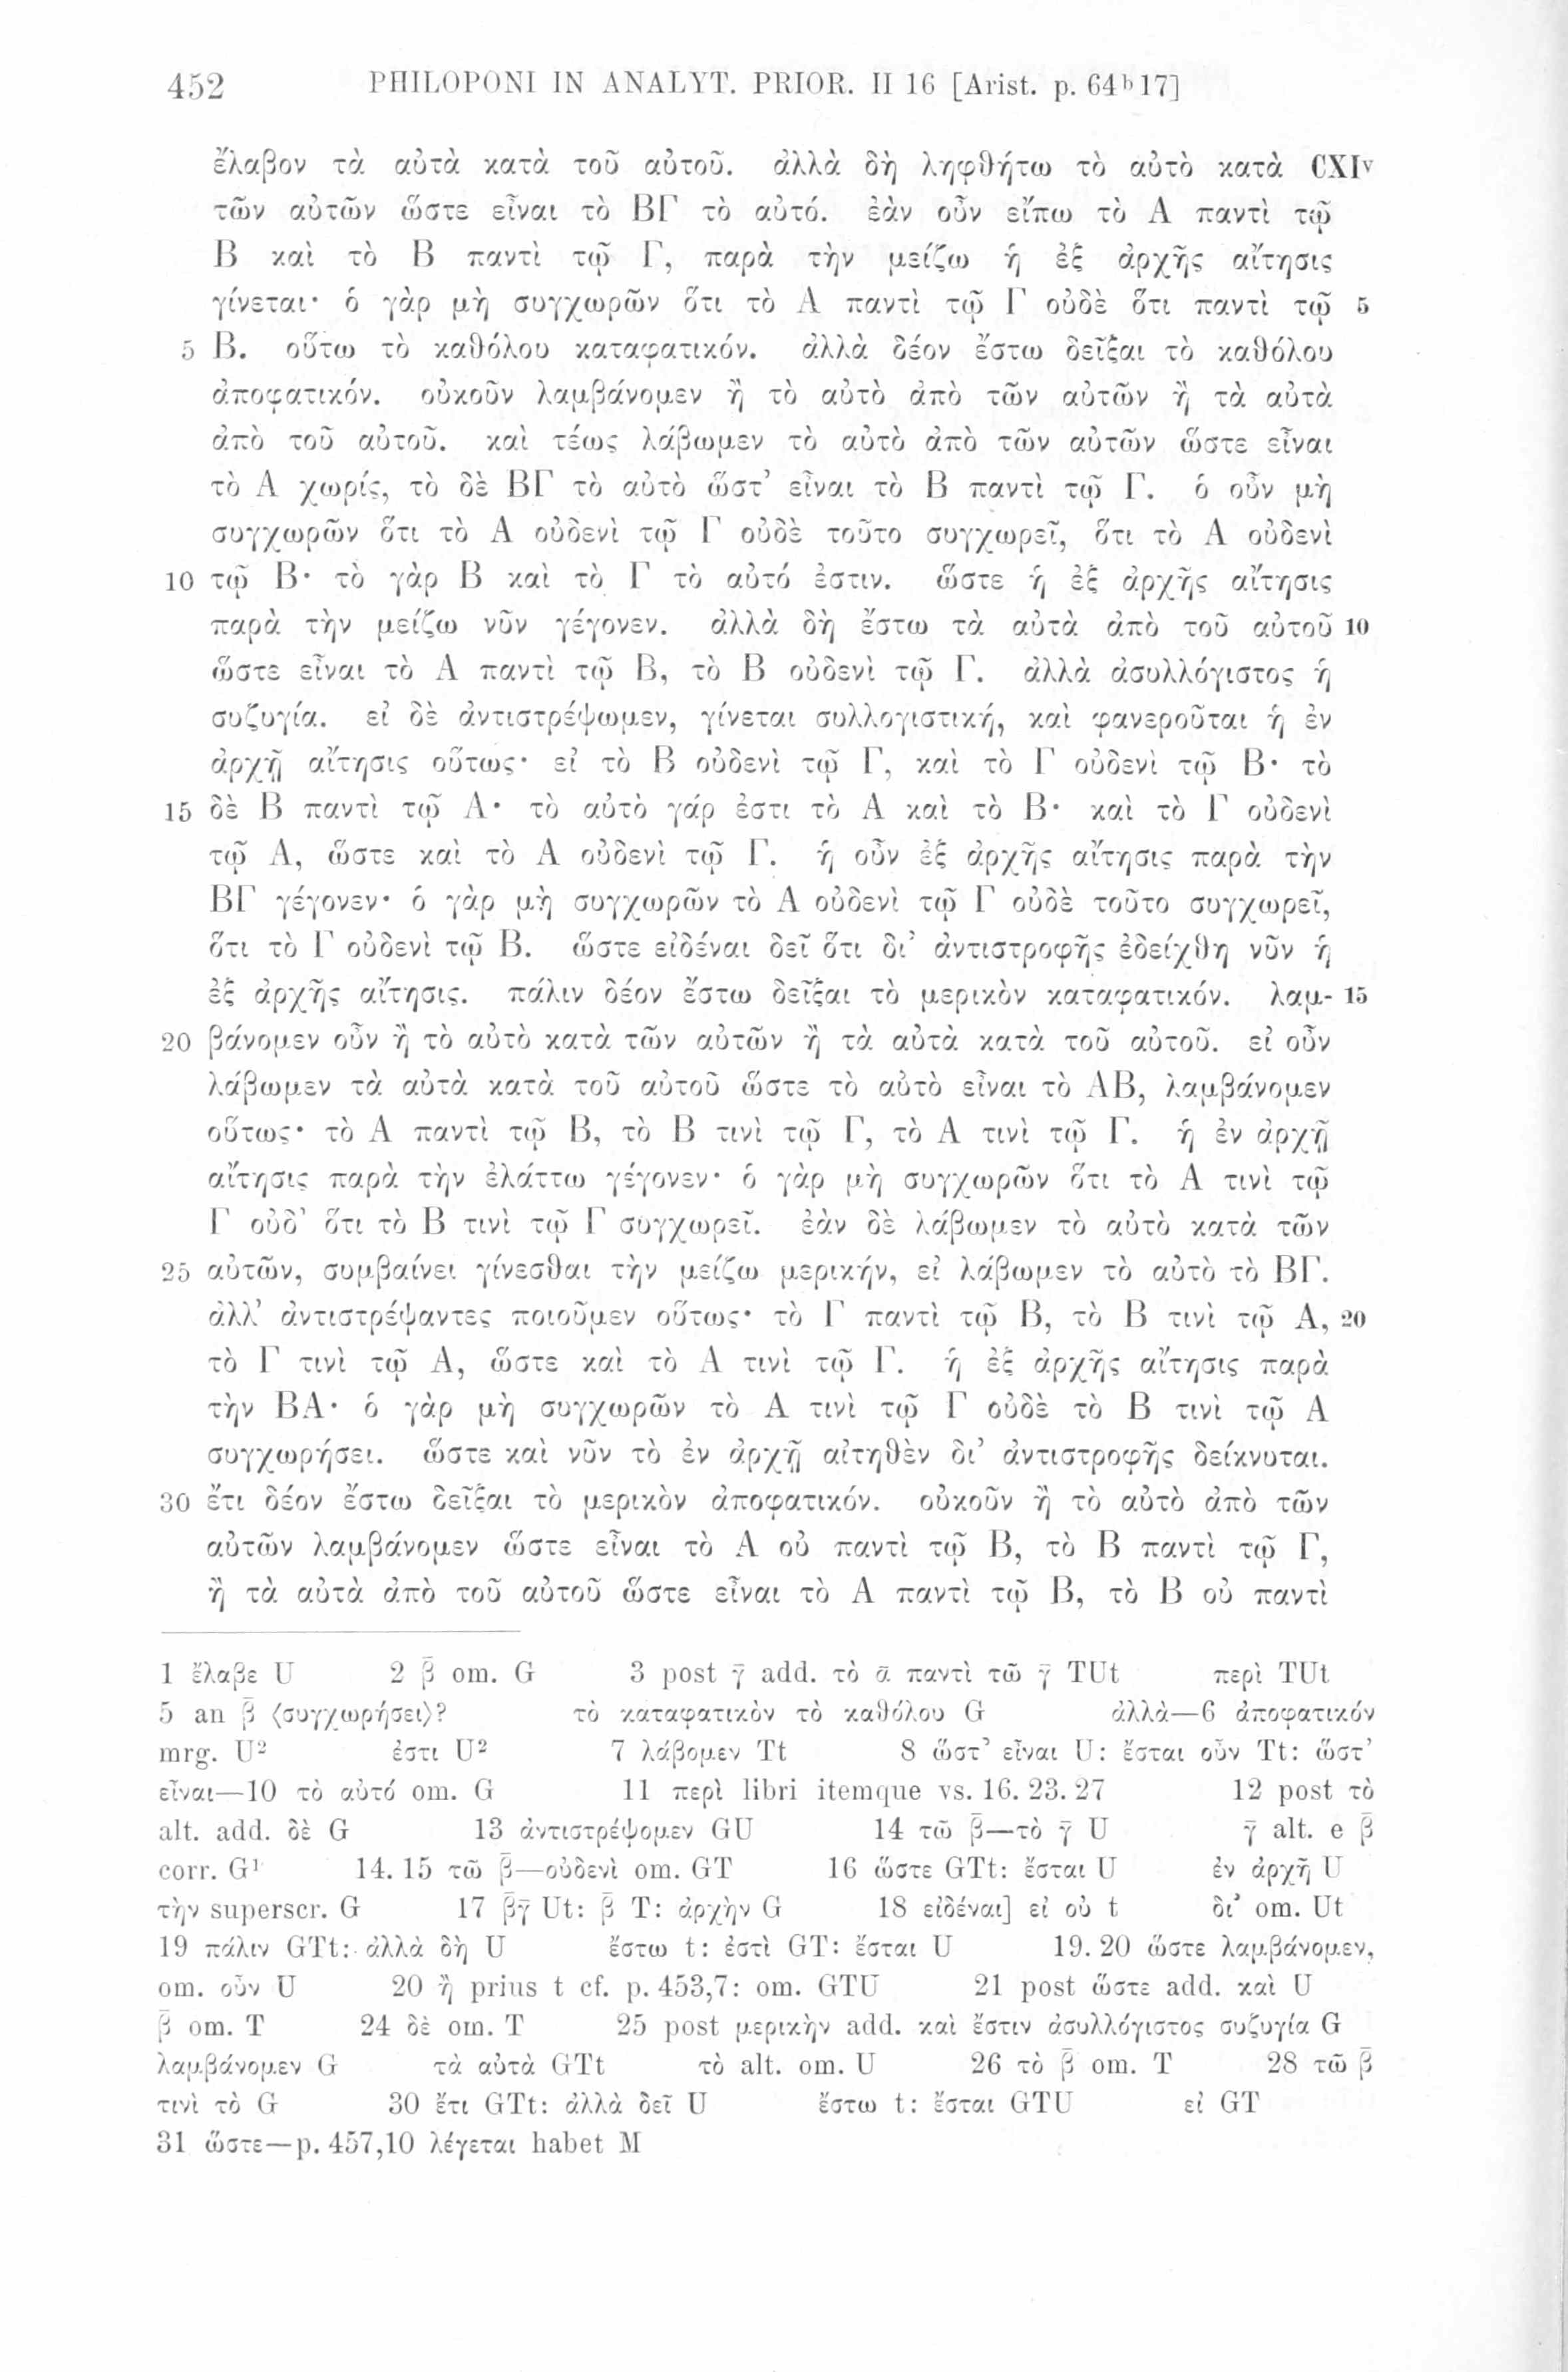 452 PHILOPONI IN ANALYT. PRIOR. II 16 [Arist. p. 64ᵇ17]
ἔλαβον τὰ αὐτὰ κατὰ τοῦ αὐτοῦ. ἀλλὰ δὴ ληφθήτω τὸ αὐτὸ κατὰ CXIᵛ
τῶν αὐτῶν ὥστε εἶναι τὸ ΒΓ τὸ αὐτό. ἐὰν οὖν εἴπω τὸ Α παντὶ τῷ
Β καὶ τὸ Β παντὶ τῷ Γ, παρὰ τὴν μείζω ἡ ἐξ ἀρχῆς αἴτησις
γίνεται· ὁ γὰρ μὴ συγχωρῶν ὅτι τὸ Α παντὶ τῷ Γ οὐδὲ ὅτι παντὶ τῷ 5
5 Β. οὕτω τὸ καθόλου καταφατικόν. ἀλλὰ δέον ἔστω δεῖξαι τὸ καθόλου
ἀποφατικόν. οὐκοῦν λαμβάνομεν ἢ τὸ αὐτὸ ἀπὸ τῶν αὐτῶν ἢ τὰ αὐτὰ
ἀπὸ τοῦ αὐτοῦ. καὶ τέως λάβωμεν τὸ αὐτὸ ἀπὸ τῶν αὐτῶν ὥστε εἶναι
τὸ Α χωρίς, τὸ δὲ ΒΓ τὸ αὐτὸ ὥστ’ εἶναι τὸ Β παντὶ τῷ Γ. ὁ οὖν μὴ
συγχωρῶν ὅτι τὸ Α οὐδενὶ τῷ Γ οὐδὲ τοῦτο συγχωρεῖ, ὅτι τὸ Α οὐδενὶ
10 τῷ Β· τὸ γὰρ Β καὶ τὸ Γ τὸ αὐτό ἐστιν. ὥστε ἡ ἐξ ἀρχῆς αἴτησις
παρὰ τὴν μείζω νῦν γέγονεν. ἀλλὰ δὴ ἔστω τὰ αὐτὰ ἀπὸ τοῦ αὐτοῦ 10
ὥστε εἶναι τὸ Α παντὶ τῷ Β, τὸ Β οὐδενὶ τῷ Γ. ἀλλὰ ἀσυλλόγιστος ἡ
συζυγία. εἰ δὲ ἀντιστρέψωμεν, γίνεται συλλογιστική, καὶ φανεροῦται ἡ ἐν
ἀρχῇ αἴτησις οὕτως· εἰ τὸ Β οὐδενὶ τῷ Γ, καὶ τὸ Γ οὐδενὶ τῷ Β· τὸ
15 δὲ Β παντὶ τῷ Α· τὸ αὐτὸ γάρ ἐστι τὸ Α καὶ τὸ Β· καὶ τὸ Γ οὐδενὶ
τῷ Α, ὥστε καὶ τὸ Α οὐδενὶ τῷ Γ. ἡ οὖν ἐξ ἀρχῆς αἴτησις παρὰ τὴν
ΒΓ γέγονεν· ὁ γὰρ μὴ συγχωρῶν τὸ Α οὐδενὶ τῷ Γ οὐδὲ τοῦτο συγχωρεῖ,
ὅτι τὸ Γ οὐδενὶ τῷ Β. ὥστε εἰδέναι δεῖ ὅτι δι’ ἀντιστροφῆς ἐδείχθη νῦν ἡ
ἐξ ἀρχῆς αἴτησις. πάλιν δέον ἔστω δεῖξαι τὸ μερικὸν καταφατικόν. λαμ- 15
20 βάνομεν οὖν ἢ τὸ αὐτὸ κατὰ τῶν αὐτῶν ἢ τὰ αὐτὰ κατὰ τοῦ αὐτοῦ. εἰ οὖν
λάβωμεν τὰ αὐτὰ κατὰ τοῦ αὐτοῦ ὥστε τὸ αὐτὸ εἶναι τὸ ΑΒ, λαμβάνομεν
οὕτως· τὸ Α παντὶ τῷ Β, τὸ Β τινὶ τῷ Γ, τὸ Α τινὶ τῷ Γ. ἡ ἐν ἀρχῇ
αἴτησις παρὰ τὴν ἐλάττω γέγονεν· ὁ γὰρ μὴ συγχωρῶν ὅτι τὸ Α τινὶ τῷ
Γ οὐδ’ ὅτι τὸ Β τινὶ τῷ Γ συγχωρεῖ. ἐὰν δὲ λάβωμεν τὸ αὐτὸ κατὰ τῶν
25 αὐτῶν, συμβαίνει γίνεσθαι τὴν μείζω μερικήν, εἰ λάβωμεν τὸ αὐτὸ τὸ ΒΓ.
ἀλλ’ ἀντιστρέψαντες ποιοῦμεν οὕτως· τὸ Γ παντὶ τῷ Β, τὸ Β τινὶ τῷ Α, 20
τὸ Γ τινὶ τῷ Α, ὥστε καὶ τὸ Α τινὶ τῷ Γ. ἡ ἐξ ἀρχῆς αἴτησις παρὰ
τὴν ΒΑ· ὁ γὰρ μὴ συγχωρῶν τὸ Α τινὶ τῷ Γ οὐδὲ τὸ Β τινὶ τῷ Α
συγχωρήσει. ὥστε καὶ νῦν τὸ ἐν ἀρχῇ αἰτηθὲν δι’ ἀντιστροφῆς δείκνυται.
30 ἔτι δέον ἔστω δεῖξαι τὸ μερικὸν ἀποφατικόν. οὐκοῦν ἢ τὸ αὐτὸ ἀπὸ τῶν
αὐτῶν λαμβάνομεν ὥστε εἶναι τὸ Α οὐ παντὶ τῷ Β, τὸ Β παντὶ τῷ Γ,
ἢ τὰ αὐτὰ ἀπὸ τοῦ αὐτοῦ ὥστε εἶναι τὸ Α παντὶ τῷ Β, τὸ Β οὐ παντὶ
1 ἔλαβε U 2 β̄ om. G 3 post γ̄ add. τὸ ᾱ παντὶ τῶ γ̄ TUt περὶ TUt
5 an β̄ ⟨συγχωρήσει⟩? τὸ καταφατικὸν τὸ καθόλου G ἀλλὰ—6 ἀποφατικόν
mrg. U² ἐστι U² 7 λάβομεν Tt 8 ὥστ’ εἶναι U: ἔσται οὖν Tt: ὥστ’
εἶναι—10 τὸ αὐτό om. G 11 περὶ libri itemque vs. 16. 23. 27 12 post τὸ
alt. add. δὲ G 13 ἀντιστρέψομεν GU 14 τῶ β̄—τὸ γ̄ U γ̄ alt. e β̄
corr. G¹ 14. 15 τῶ β̄—οὐδενὶ om. GT 16 ὥστε GTt: ἔσται U ἐν ἀρχῆ U
τὴν superscr. G 17 β̄γ̄ Ut: β̄ T: ἀρχὴν G 18 εἰδέναι] εἰ οὐ t δι’ om. Ut
19 πάλιν GTt: ἀλλὰ δὴ U ἔστω t: ἐστὶ GT: ἔσται U 19. 20 ὥστε λαμβάνομεν,
om. οὖν U 20 ἢ prius t cf. p. 453,7: om. GTU 21 post ὥστε add. καὶ U
β̄ om. T 24 δὲ om. T 25 post μερικὴν add. καὶ ἔστιν ἀσυλλόγιστος συζυγία G
λαμβάνομεν G τὰ αὐτὰ GTt τὸ alt. om. U 26 τὸ β̄ om. T 28 τῶ β̄
τινὶ τὸ G 30 ἔτι GTt: ἀλλὰ δεῖ U ἔστω t: ἔσται GTU εἰ GT
31 ὥστε—p. 457,10 λέγεται habet M